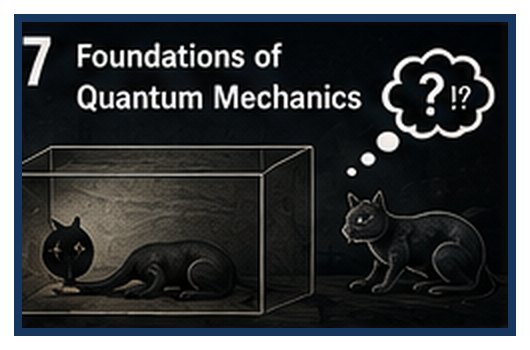 7 Foundations of
Quantum Mechanics
? !?